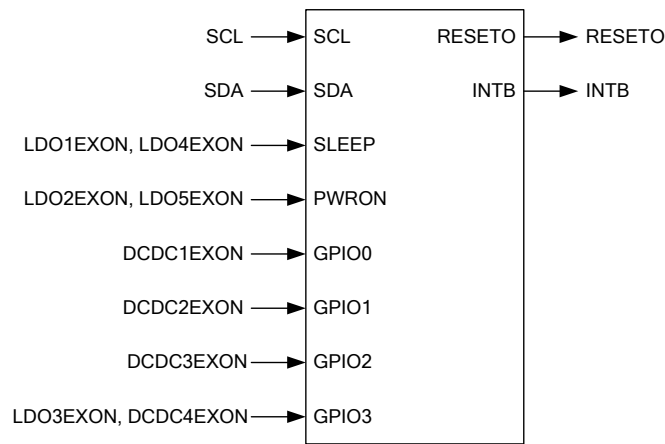 SCL SCL RESETO RESETO
SDA SDA INTB INTB
LDO1EXON, LDO4EXON SLEEP
LDO2EXON, LDO5EXON PWRON
DCDC1EXON GPIO0
DCDC2EXON GPIO1
DCDC3EXON GPIO2
LDO3EXON, DCDC4EXON GPIO3